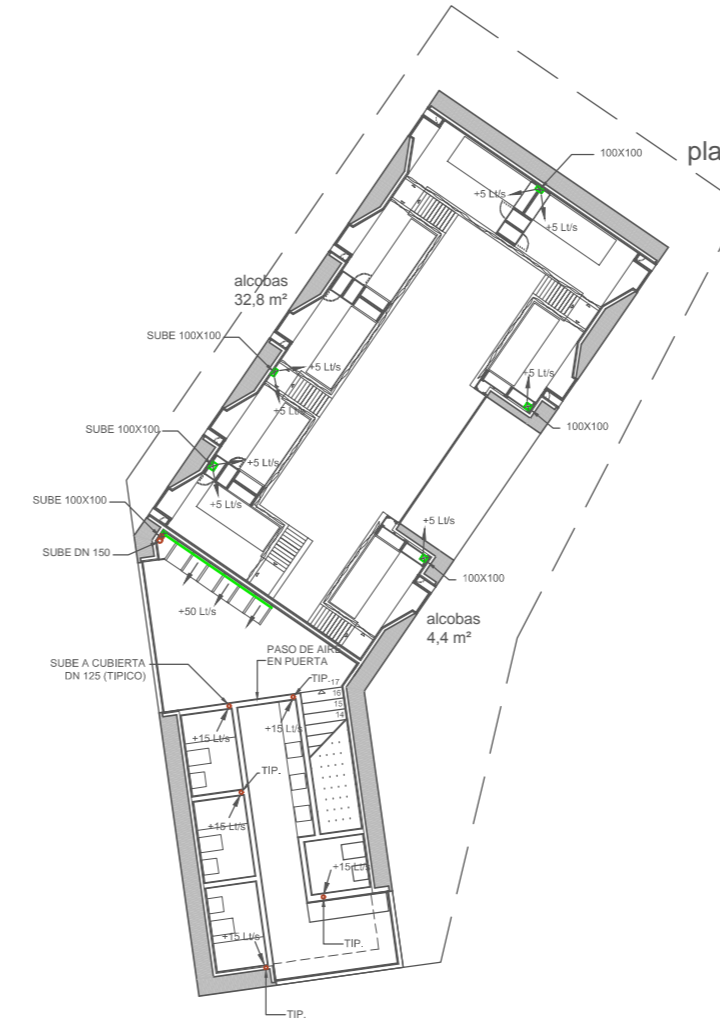 100X100
pla
+5 Lt/s
+5 Lt/s
alcobas
32,8 m²
SUBE 100X100
+5 Lt/s
+5 Lt/s
+5 Lt/s
100X100
SUBE 100X100
+5 Lt/s
+5 Lt/s
SUBE 100X100
SUBE DN 150
+5 Lt/s
100X100
+50 Lt/s
alcobas
4,4 m²
PASO DE AIRE
EN PUERTA
SUBE A CUBIERTA
DN 125 (TIPICO)
TIP.
17
16
15
14
+15 Lt/s
+15 Lt/s
TIP.
+15 Lt/s
+15 Lt/s
+15 Lt/s
TIP.
TIP.